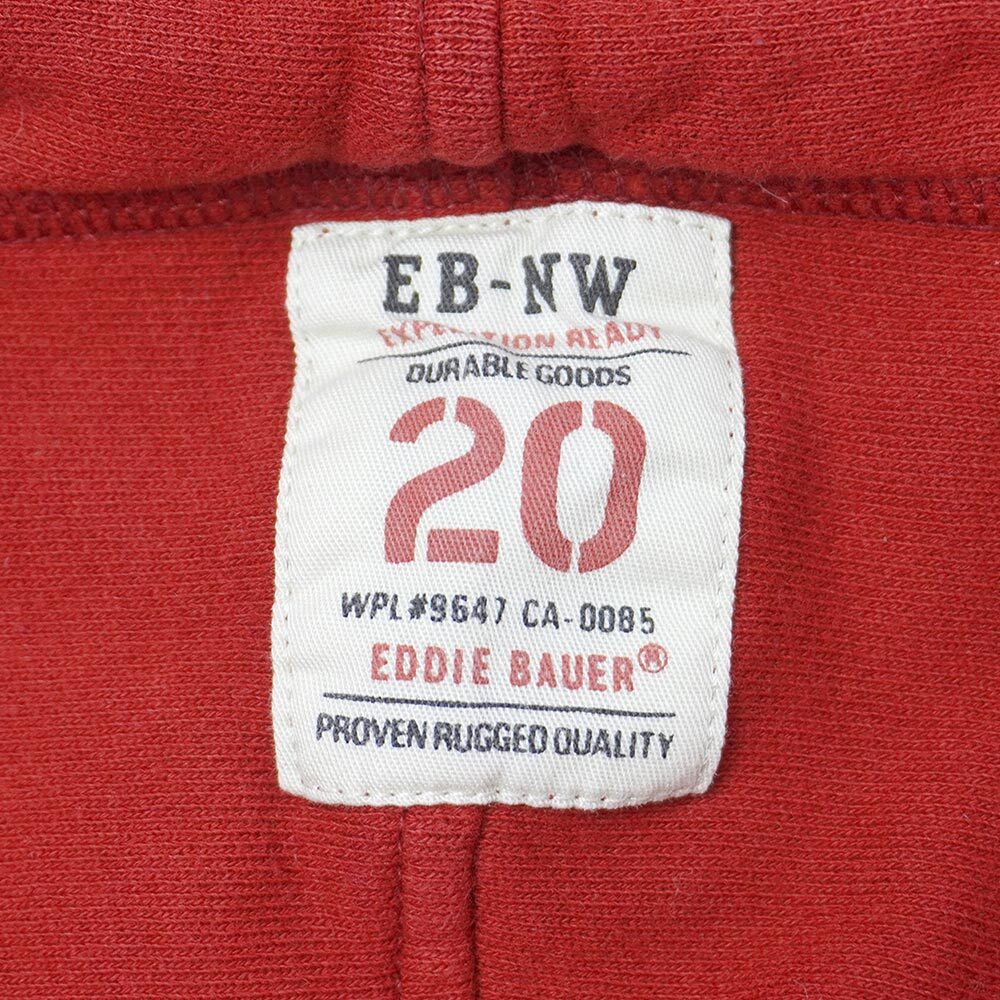 EB-NW
EXPEDITION READY
DURABLE GOODS
20
WPL#9647 CA-0085
EDDIE BAUER®
PROVEN RUGGED QUALITY